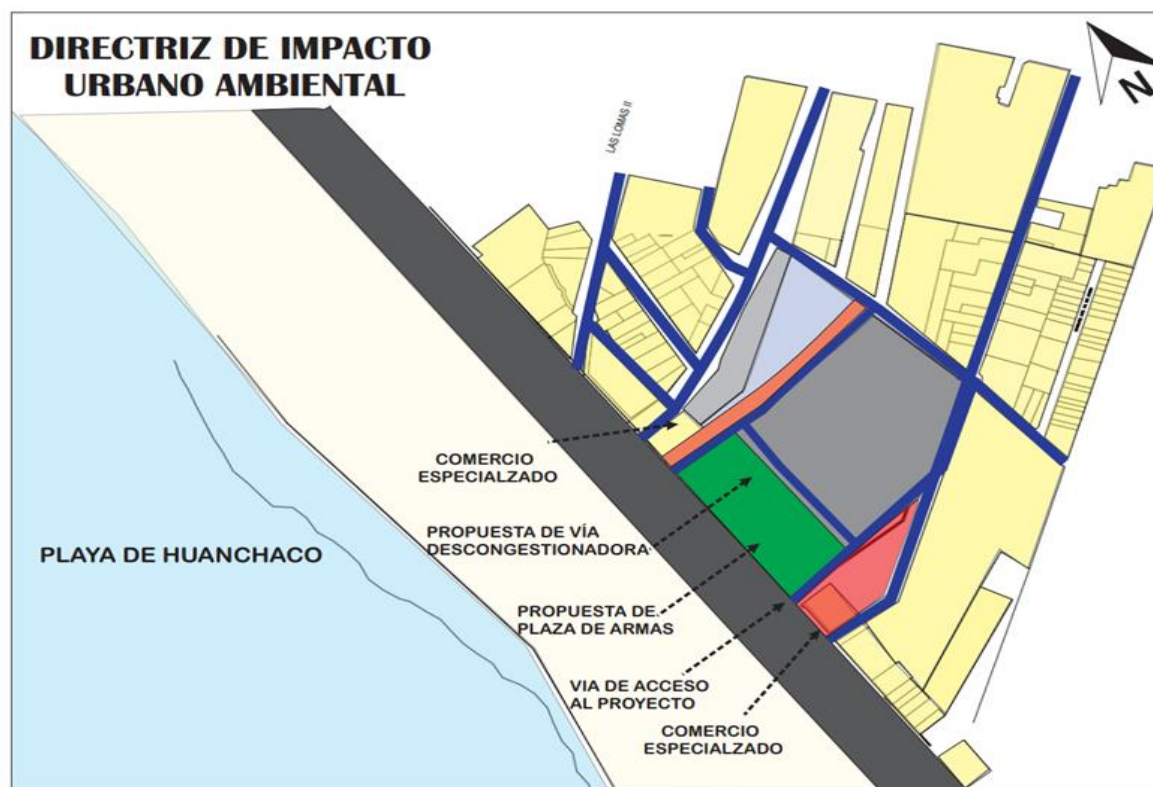 DIRECTRIZ DE IMPACTO
URBANO AMBIENTAL
N
LAS LOMAS II
COMERCIO
ESPECIALZADO
PROPUESTA DE VÍA
DESCONGESTIONADORA
PLAYA DE HUANCHACO
PROPUESTA DE
PLAZA DE ARMAS
VIA DE ACCESO
AL PROYECTO
COMERCIO
ESPECIALZADO